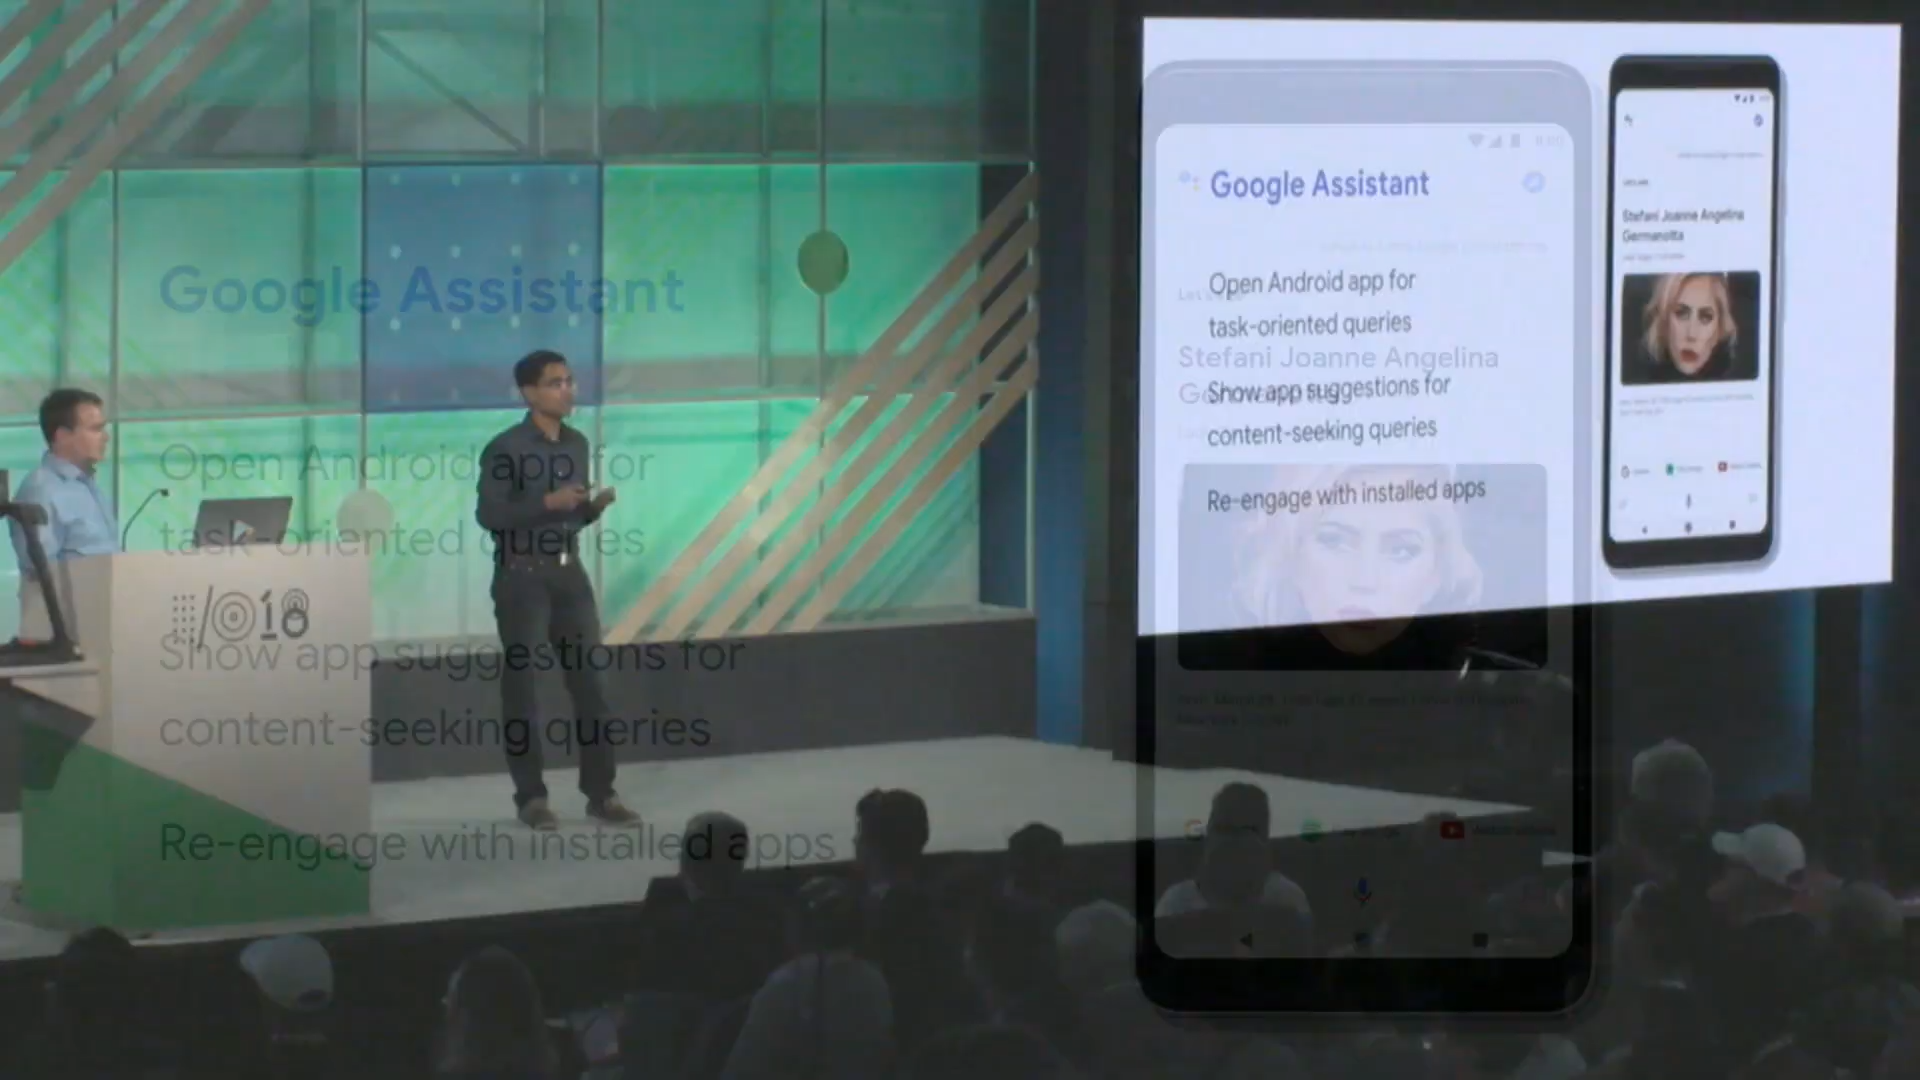 Google Assistant
Open Android app for
task-oriented queries
Show app suggestions for
content-seeking queries
Re-engage with installed apps
I/O18
Google Assistant
Open Android app for
task-oriented queries
Show app suggestions for
content-seeking queries
Re-engage with installed apps
Stefani Joanne Angelina
Stefani Joanne Angelina
Germanotta